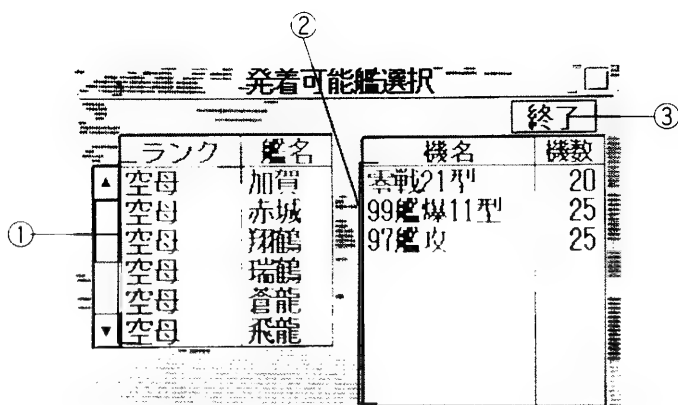 ②
発着可能艦選択
終了
③
ランク 艦名
機名 機数
▲ 空母 加賀
零戦21型 20
空母 赤城
99艦爆11型 25
① 空母 翔鶴
97艦攻 25
空母 瑞鶴
空母 蒼龍
▼ 空母 飛龍